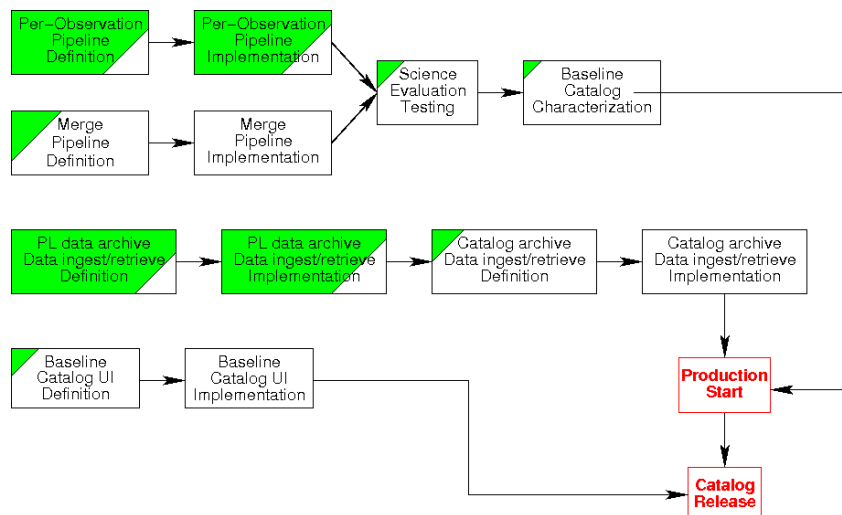 Per-Observation
Pipeline
Definition
Per-Observation
Pipeline
Implementation
Science
Evaluation
Testing
Baseline
Catalog
Characterization
Merge
Pipeline
Definition
Merge
Pipeline
Implementation
PL data archive
Data ingest/retrieve
Definition
PL data archive
Data ingest/retrieve
Implementation
Catalog archive
Data ingest/retrieve
Definition
Catalog archive
Data ingest/retrieve
Implementation
Baseline
Catalog UI
Definition
Baseline
Catalog UI
Implementation
Production
Start
Catalog
Release